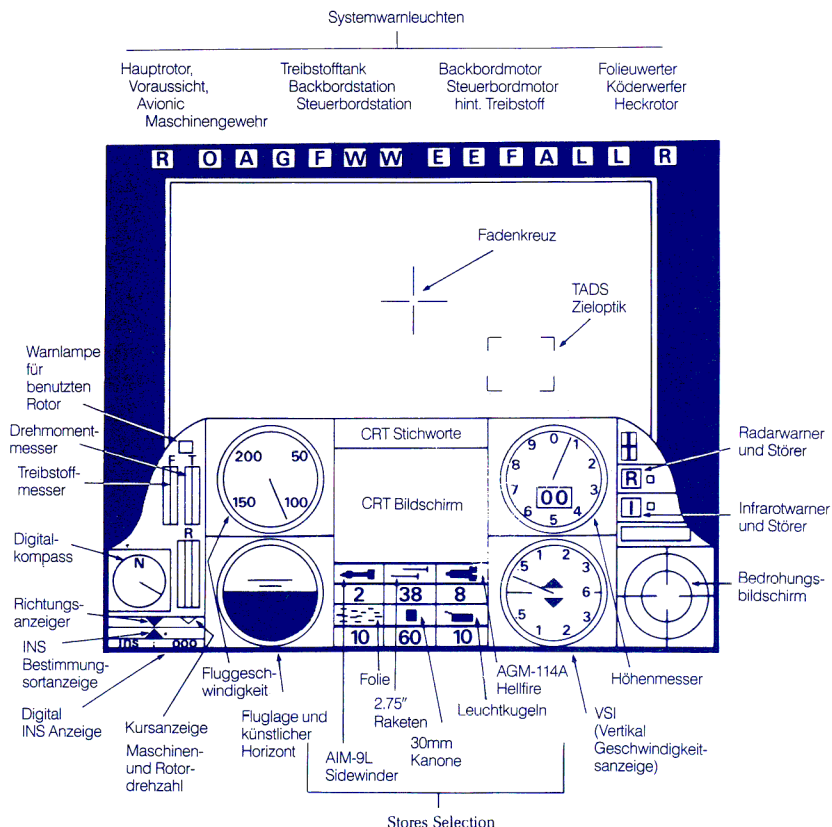 Systemwarnleuchten
Hauptrotor, Voraussicht, Avionic Maschinengewehr
Treibstofftank Backbordstation Steuerbordstation
Backbordmotor Steuerbordmotor hint. Treibstoff
Folieuwerter Köderwerfer Heckrotor
R O A G F W W E E F A L L R
Fadenkreuz
TADS
Zieloptik
Warnlampe
für
benutzten
Rotor
Drehmoment-
messer
Treibstoff-
messer
Digital-
kompass
Richtungs-
anzeiger
INS
Bestimmung-
sortanzeige
Digital
INS Anzeige
F T
R
N
Ins : 000
200 50
150 100
CRT Stichworte
CRT Bildschirm
2 38 8
10 60 10
0 1 2 3 4 5 6 7 8 9
00
.5 1 2 3 6
.5 1 2
R
I
Radarwarner
und Störer
Infrarotwarner
und Störer
Bedrohungs-
bildschirm
Kursanzeige
Maschinen-
und Rotor-
drehzahl
Fluggesch-
windigkeit
Fluglage und
künstlicher
Horizont
AIM-9L
Sidewinder
Folie
2.75″
Raketen
30mm
Kanone
Leuchtkugeln
AGM-114A
Hellfire
VSI
(Vertikal
Geschwindigkeit-
sanzeige)
Höhenmesser
Stores Selection